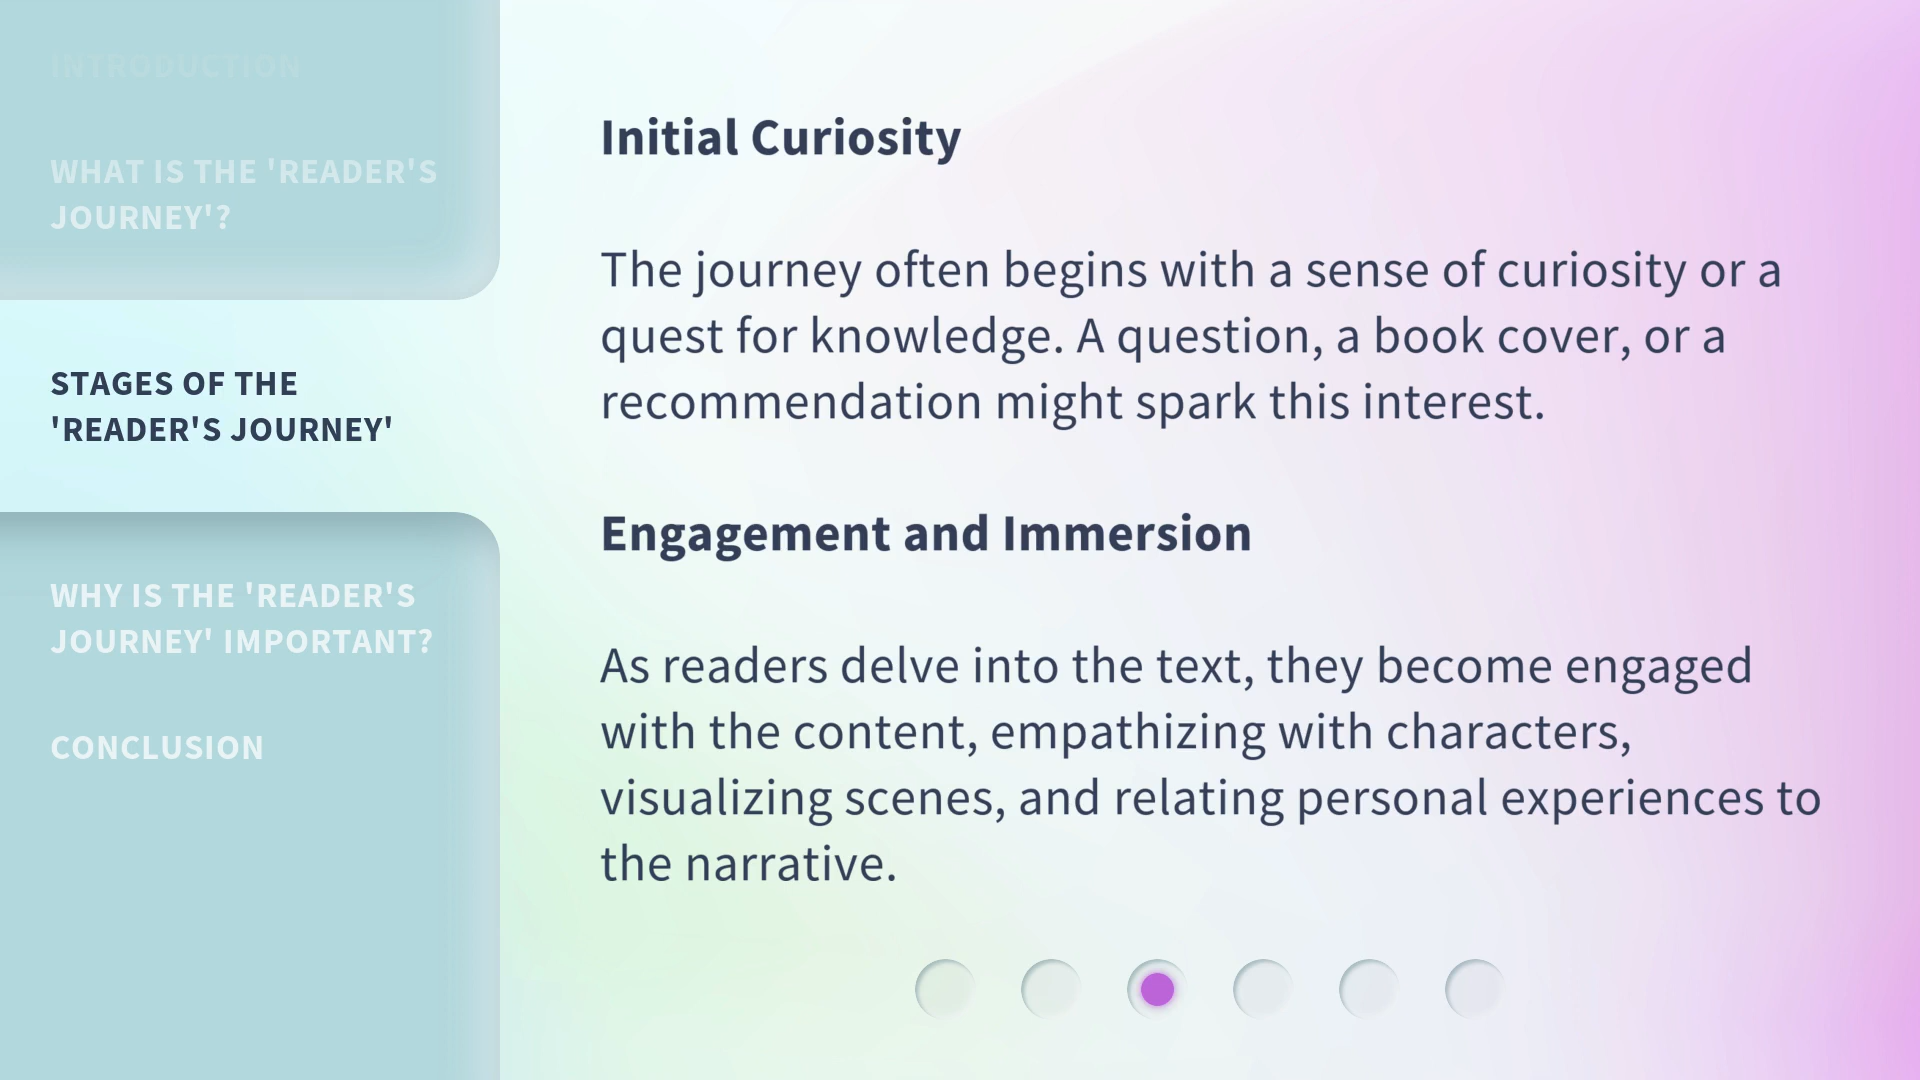 INTRODUCTION
WHAT IS THE 'READER'S
JOURNEY'?
STAGES OF THE
'READER'S JOURNEY'
WHY IS THE 'READER'S
JOURNEY' IMPORTANT?
CONCLUSION
Initial Curiosity
The journey often begins with a sense of curiosity or a
quest for knowledge. A question, a book cover, or a
recommendation might spark this interest.
Engagement and Immersion
As readers delve into the text, they become engaged
with the content, empathizing with characters,
visualizing scenes, and relating personal experiences to
the narrative.